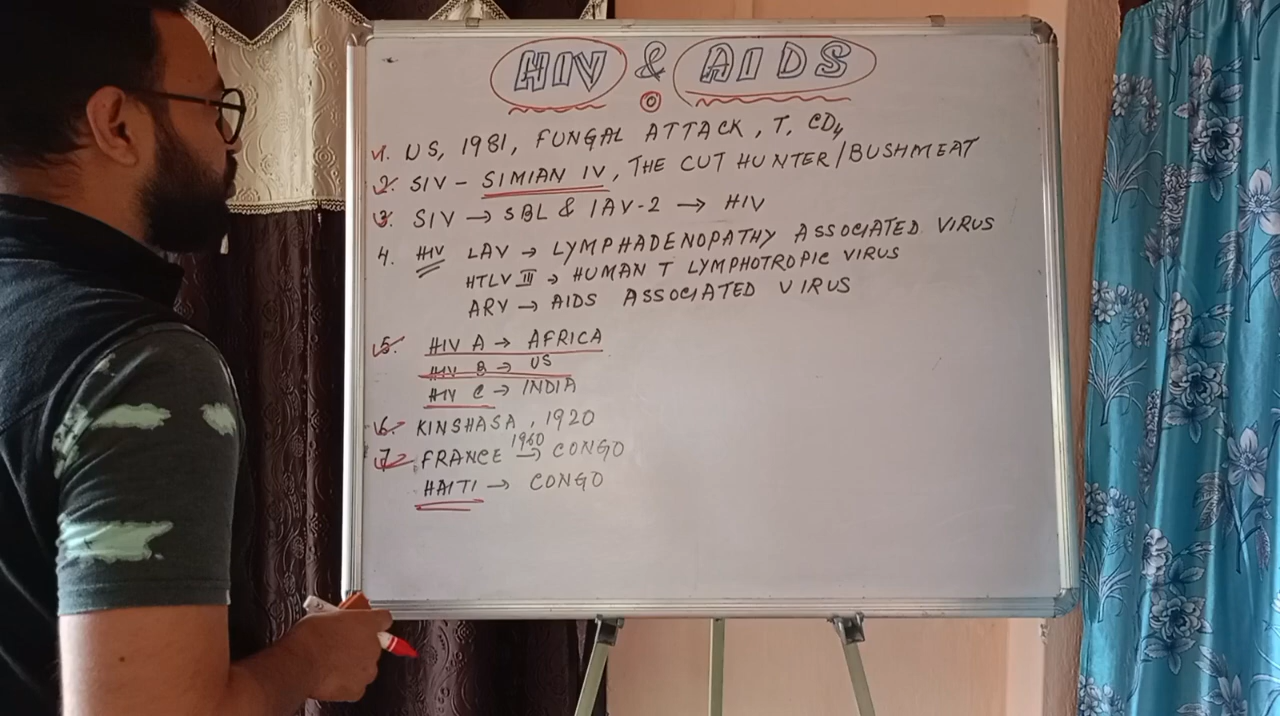 HIV & AIDS
1. US, 1981, FUNGAL ATTACK, T, CD4
2. SIV - SIMIAN IV, THE CUT HUNTER/BUSHMEAT
3. SIV → SBL & IAV-2 → HIV
4. HIV LAV → LYMPHADENOPATHY ASSOCIATED VIRUS
HTLV III → HUMAN T LYMPHOTROPIC VIRUS
ARV → AIDS ASSOCIATED VIRUS
5. HIV A → AFRICA
HIV B → US
HIV C → INDIA
6. KINSHASA, 1920
7. FRANCE 1960 → CONGO
HAITI → CONGO